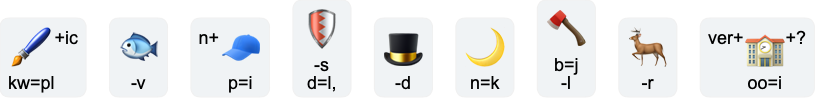 +ic
kw=pl
-v
n+
p=i
-s
d=l,
-d
n=k
b=j
-l
-r
ver+ +?
oo=i